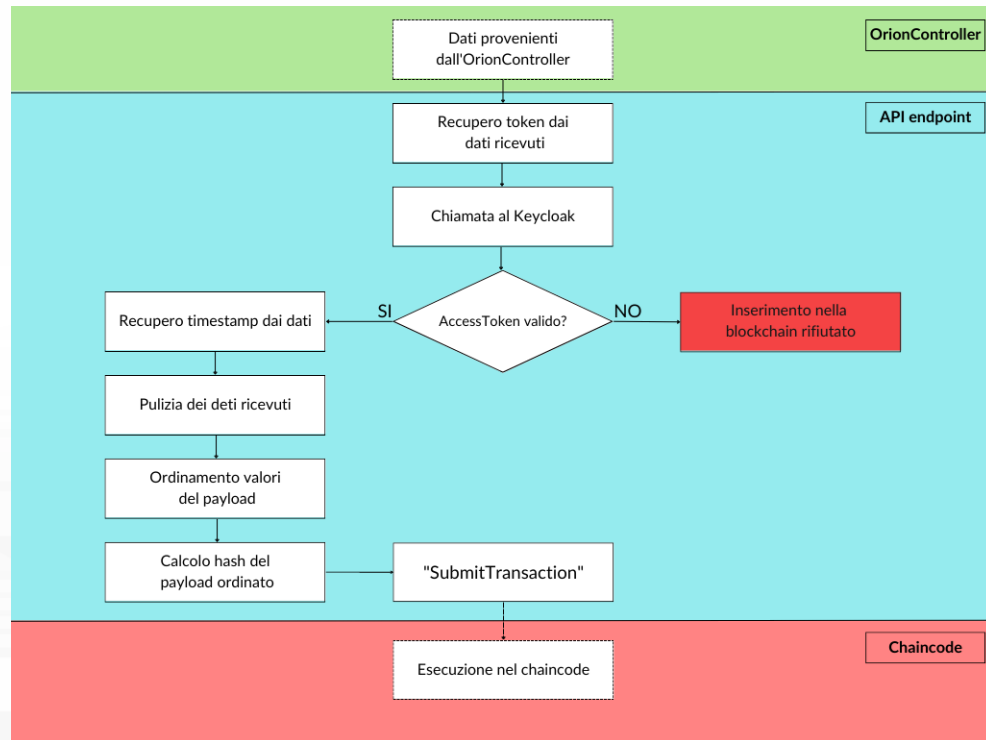 Dati provenienti
dall'OrionController
OrionController
API endpoint
Recupero token dai
dati ricevuti
Chiamata al Keycloak
AccessToken valido?
SI
NO
Recupero timestamp dai dati
Inserimento nella
blockchain rifiutato
Pulizia dei deti ricevuti
Ordinamento valori
del payload
Calcolo hash del
payload ordinato
"SubmitTransaction"
Chaincode
Esecuzione nel chaincode